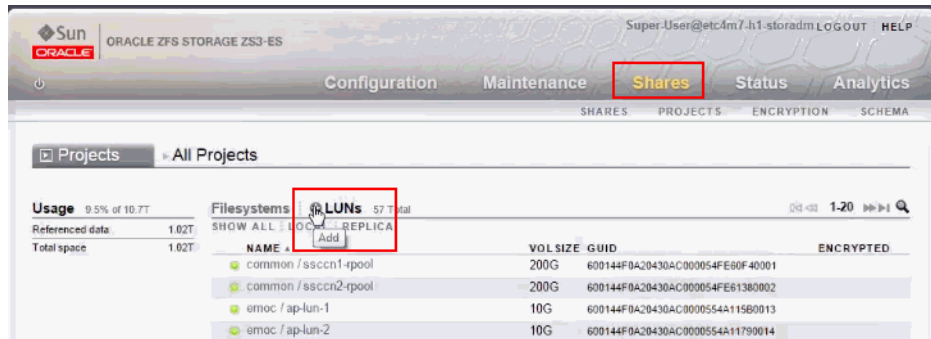 Sun
ORACLE
ORACLE ZFS STORAGE ZS3-ES
Super-User@etc4m7-h1-storadm LOGOUT HELP
Configuration Maintenance Shares Status Analytics
SHARES PROJECTS ENCRYPTION SCHEMA
Projects All Projects
Usage 9.5% of 10.7T
Filesystems LUNs 57 Total
1-20
Referenced data 1.02T
SHOW ALL LOCAL REPLICA
Add
Total space 1.02T
NAME VOLSIZE GUID ENCRYPTED
common / ssccn1-rpool 200G 600144F0A20430AC000054FE60F40001
common / ssccn2-rpool 200G 600144F0A20430AC000054FE61380002
emoc / ap-lun-1 10G 600144F0A20430AC0000554A115B0013
emoc / ap-lun-2 10G 600144F0A20430AC0000554A11790014